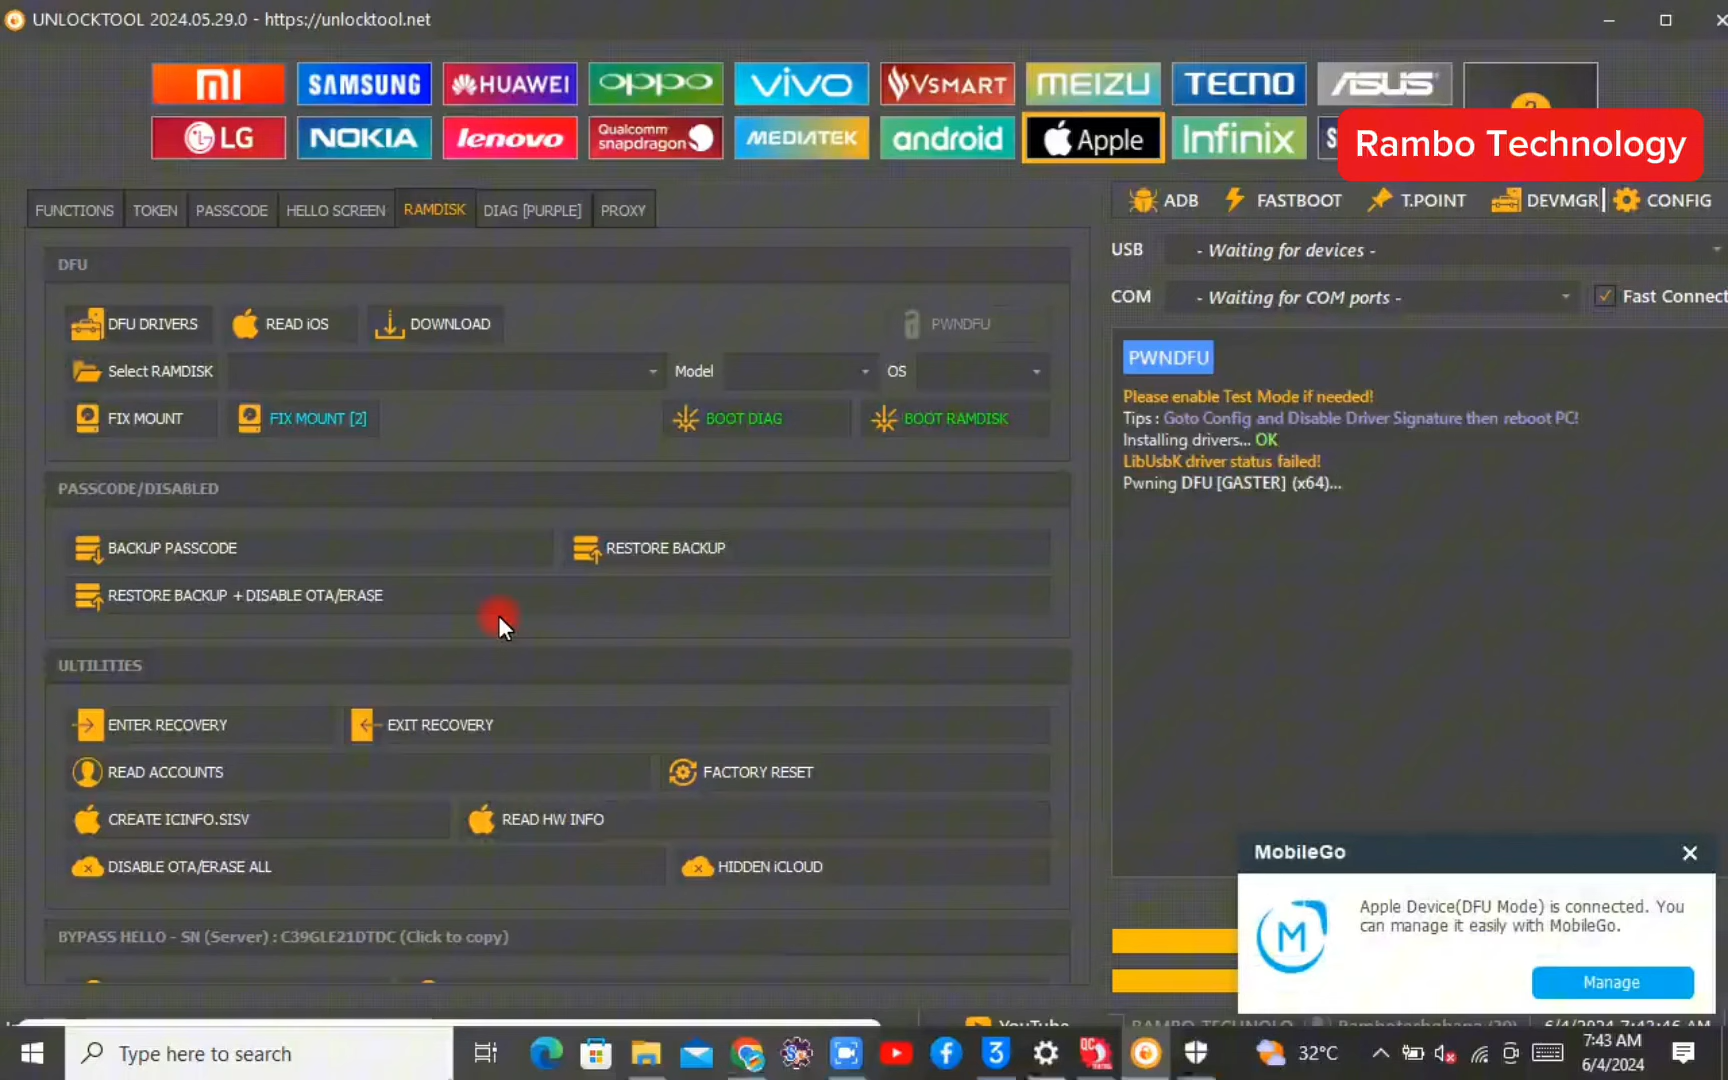 UNLOCKTOOL 2024.05.29.0 - https://unlocktool.net
SAMSUNG HUAWEI oppo vivo VSMART MEIZU TECNO ASUS
LG NOKIA lenovo Qualcomm snapdragon MEDIATEK android Apple Infinix
Rambo Technology
FUNCTIONS TOKEN PASSCODE HELLO SCREEN RAMDISK DIAG [PURPLE] PROXY
ADB FASTBOOT T.POINT DEVMGR CONFIG
USB - Waiting for devices -
COM - Waiting for COM ports - Fast Connect
DFU
DFU DRIVERS READ iOS DOWNLOAD PWNDFU
Select RAMDISK Model OS
FIX MOUNT FIX MOUNT [2] BOOT DIAG BOOT RAMDISK
PWNDFU
Please enable Test Mode if needed!
Tips : Goto Config and Disable Driver Signature then reboot PC!
Installing drivers... OK
LibUsbK driver status failed!
Pwning DFU [GASTER] (x64)...
PASSCODE/DISABLED
BACKUP PASSCODE RESTORE BACKUP
RESTORE BACKUP + DISABLE OTA/ERASE
ULTILITIES
ENTER RECOVERY EXIT RECOVERY
READ ACCOUNTS FACTORY RESET
CREATE ICINFO.SISV READ HW INFO
DISABLE OTA/ERASE ALL HIDDEN iCLOUD
BYPASS HELLO - SN (Server) : C39GLE21DTDC (Click to copy)
MobileGo
Apple Device(DFU Mode) is connected. You
can manage it easily with MobileGo.
Manage
YouTube
Type here to search
32°C
7:43 AM
6/4/2024